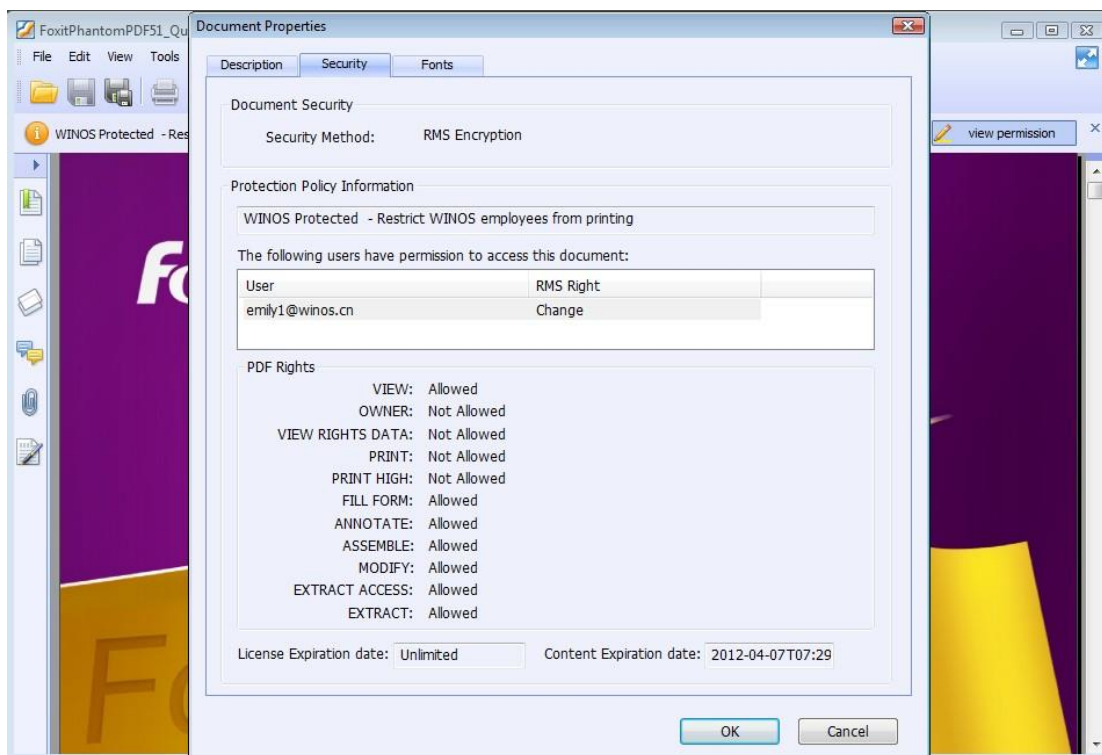 FoxitPhantomPDF51_Qu
Document Properties
File Edit View Tools
Description Security Fonts
Document Security
Security Method: RMS Encryption
WINOS Protected - Res
view permission
Protection Policy Information
WINOS Protected - Restrict WINOS employees from printing
The following users have permission to access this document:
User RMS Right
emily1@winos.cn Change
PDF Rights
VIEW: Allowed
OWNER: Not Allowed
VIEW RIGHTS DATA: Not Allowed
PRINT: Not Allowed
PRINT HIGH: Not Allowed
FILL FORM: Allowed
ANNOTATE: Allowed
ASSEMBLE: Allowed
MODIFY: Allowed
EXTRACT ACCESS: Allowed
EXTRACT: Allowed
License Expiration date: Unlimited Content Expiration date: 2012-04-07T07:29
OK Cancel
Fo
Fo